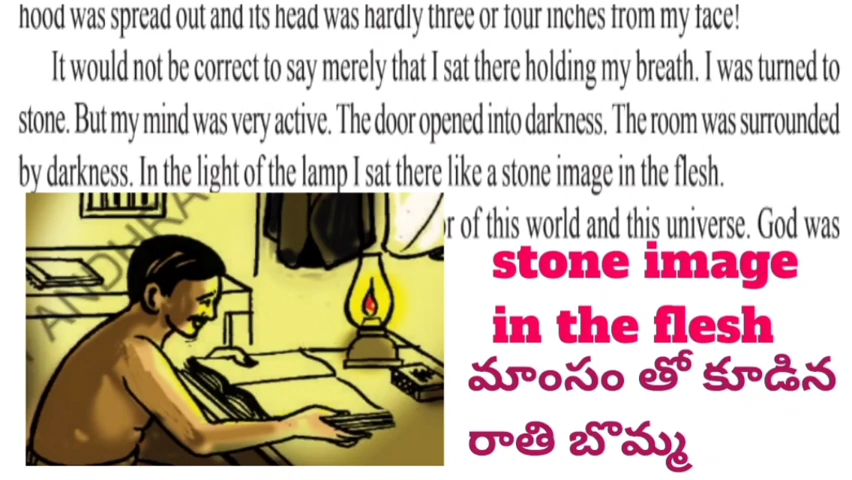 hood was spread out and its head was hardly three or four inches from my face!
It would not be correct to say merely that I sat there holding my breath. I was turned to
stone. But my mind was very active. The door opened into darkness. The room was surrounded
by darkness. In the light of the lamp I sat there like a stone image in the flesh.
of this world and this universe. God was
stone image
in the flesh
మాంసం తో కూడిన
రాతి బొమ్మ